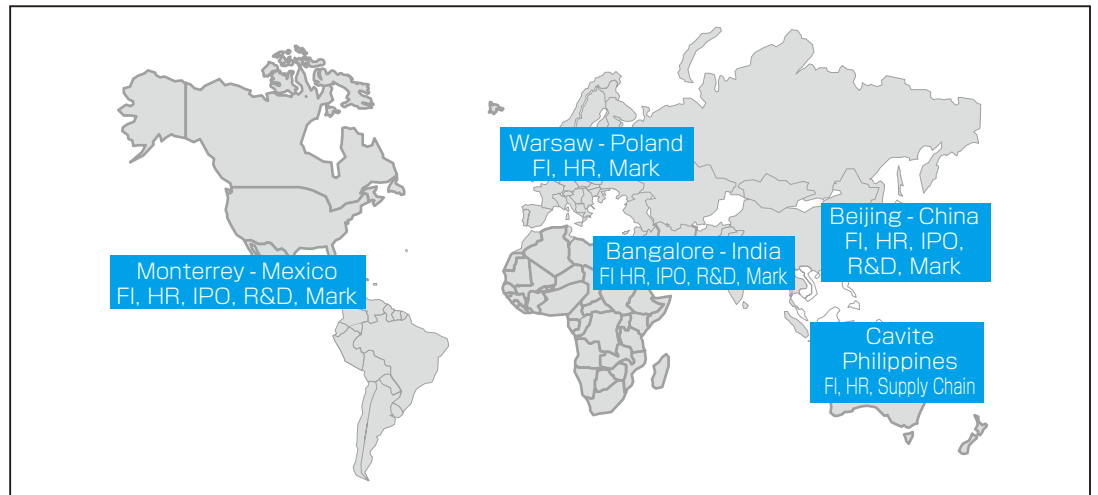 Warsaw - Poland
FI, HR, Mark
Beijing - China
FI, HR, IPO,
R&D, Mark
Bangalore - India
FI HR, IPO, R&D, Mark
Monterrey - Mexico
FI, HR, IPO, R&D, Mark
Cavite
Philippines
FI, HR, Supply Chain